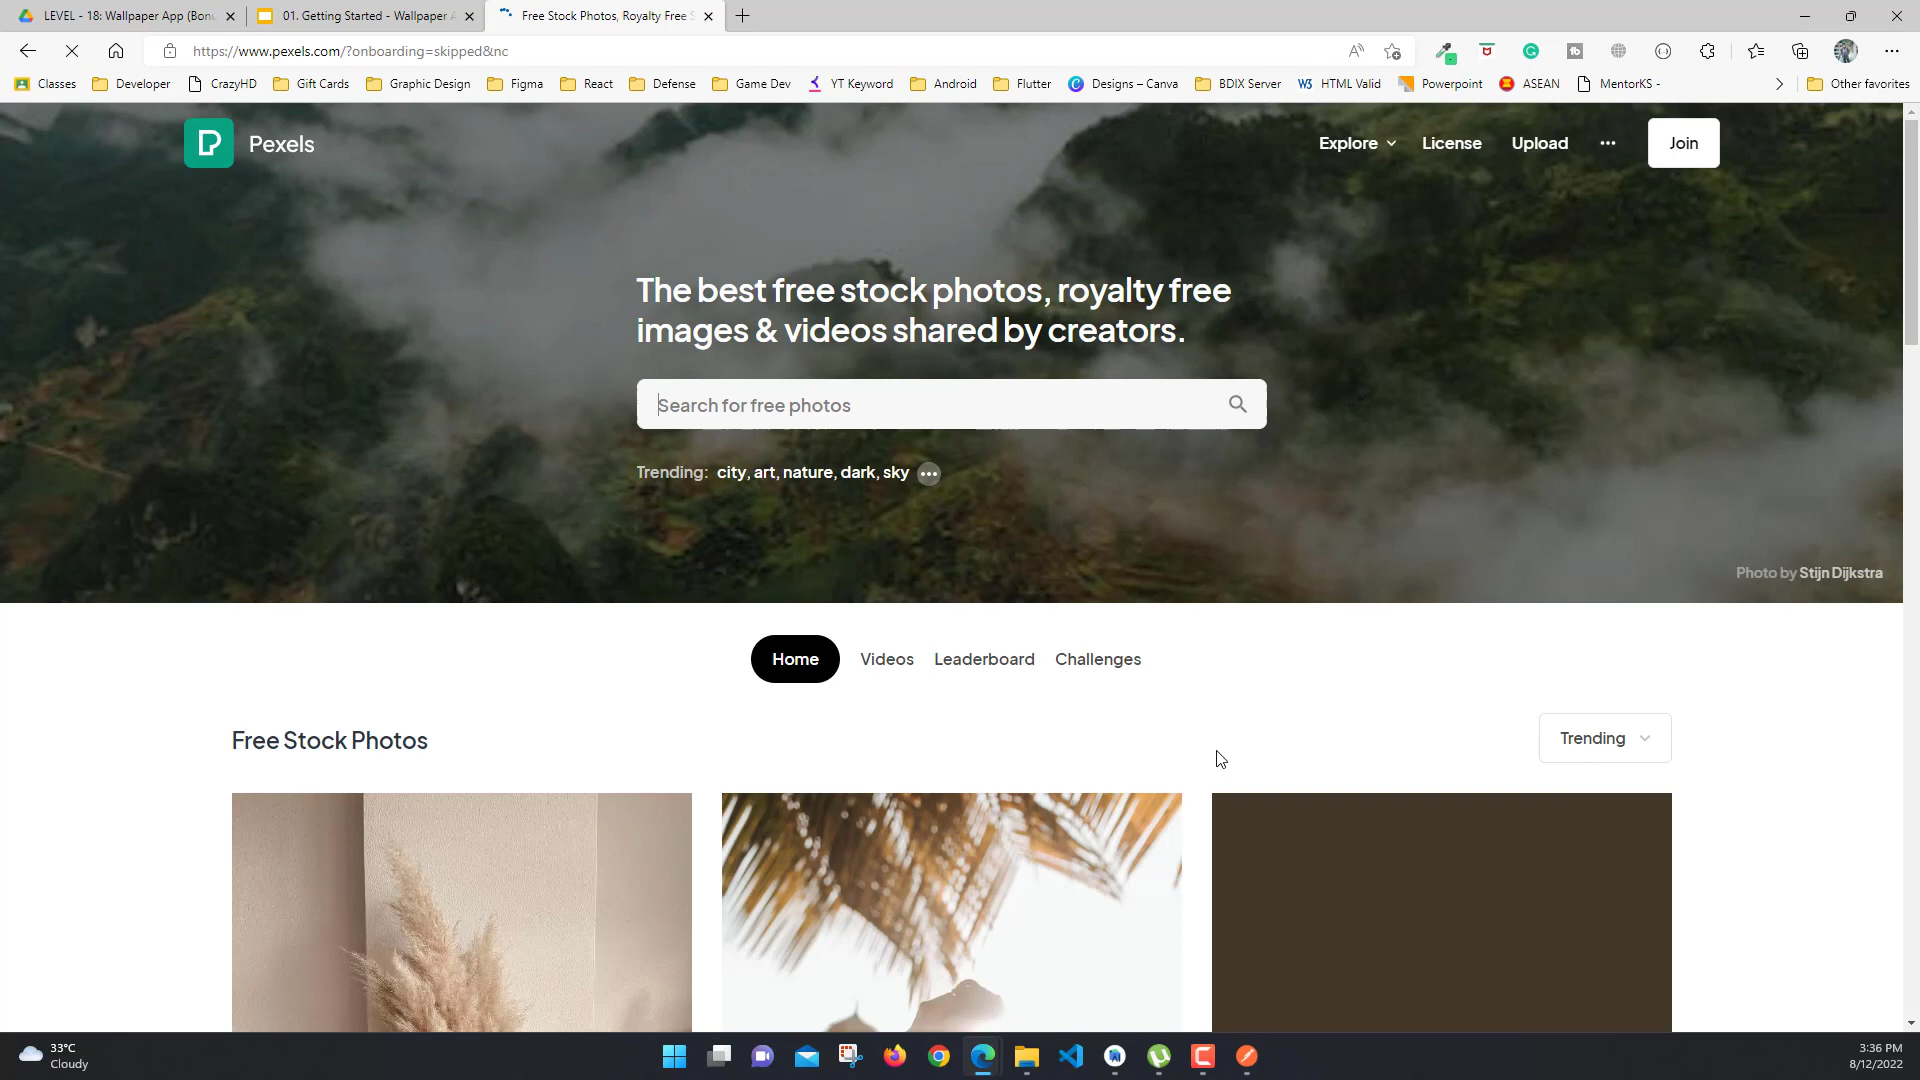 LEVEL - 18: Wallpaper App (Bonu
01. Getting Started - Wallpaper A
Free Stock Photos, Royalty Free S
https://www.pexels.com/?onboarding=skipped&nc
Classes
Developer
CrazyHD
Gift Cards
Graphic Design
Figma
React
Defense
Game Dev
YT Keyword
Android
Flutter
Designs – Canva
BDIX Server
W3 HTML Valid
Powerpoint
ASEAN
MentorKS -
Other favorites
Pexels
Explore
License
Upload
Join
The best free stock photos, royalty free
images & videos shared by creators.
Search for free photos
Trending: city, art, nature, dark, sky
Photo by Stijn Dijkstra
Home
Videos
Leaderboard
Challenges
Free Stock Photos
Trending
33°C
Cloudy
3:36 PM
8/12/2022